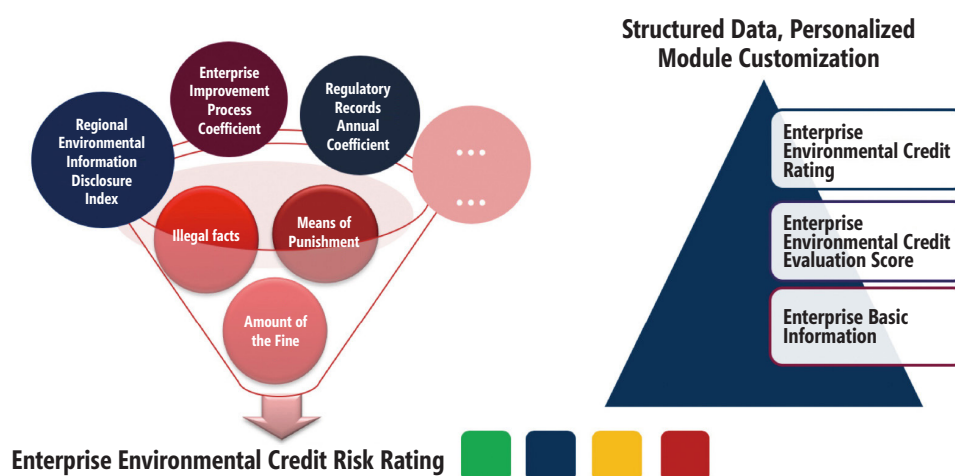 Enterprise
Improvement
Process
Coefficient
Regulatory
Records
Annual
Coefficient
Regional
Environmental
Information
Disclosure
Index
...
...
Illegal facts
Means of
Punishment
Amount of
the Fine
Enterprise Environmental Credit Risk Rating
Structured Data, Personalized
Module Customization
Enterprise
Environmental Credit
Rating
Enterprise
Environmental Credit
Evaluation Score
Enterprise Basic
Information